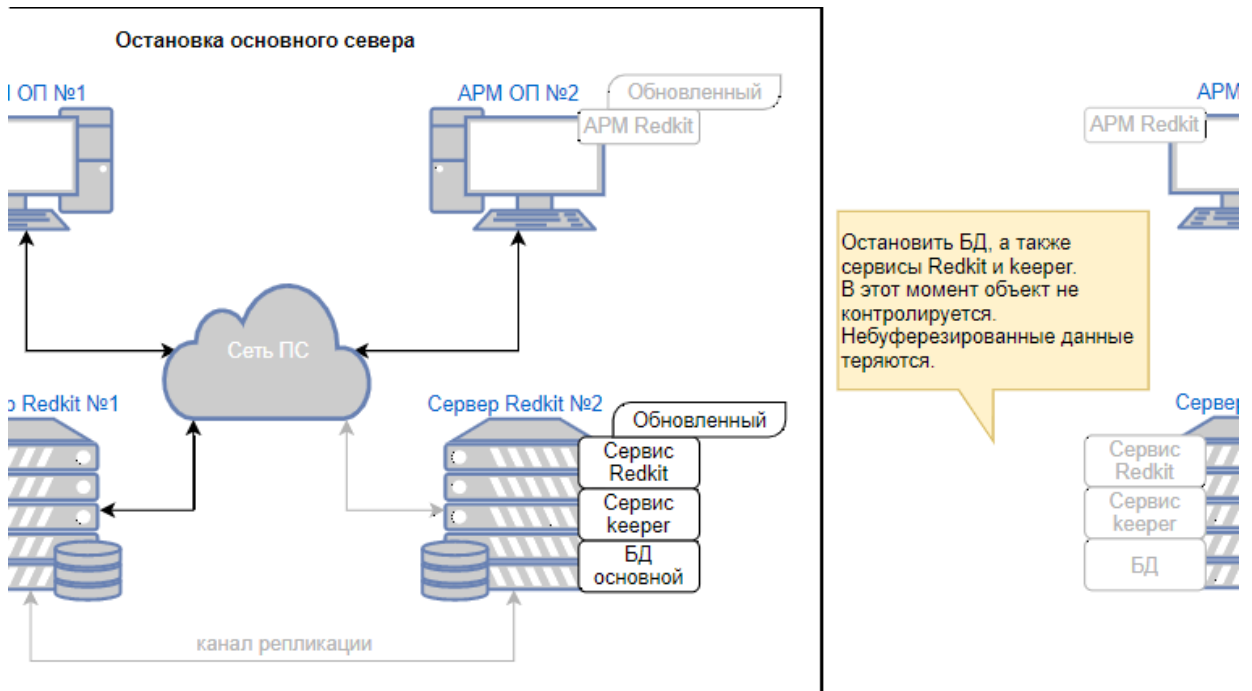 Остановка основного севера
ОП №1
АРМ ОП №2
Обновленный
АРМ Redkit
Сеть ПС
Redkit №1
Сервер Redkit №2
Обновленный
Сервис
Redkit
Сервис
keeper
БД
основной
канал репликации
АРМ
АРМ Redkit
Остановить БД, а также
сервисы Redkit и keeper.
В этот момент объект не
контролируется.
Небуферезированные данные
теряются.
Сервер
Сервис
Redkit
Сервис
keeper
БД